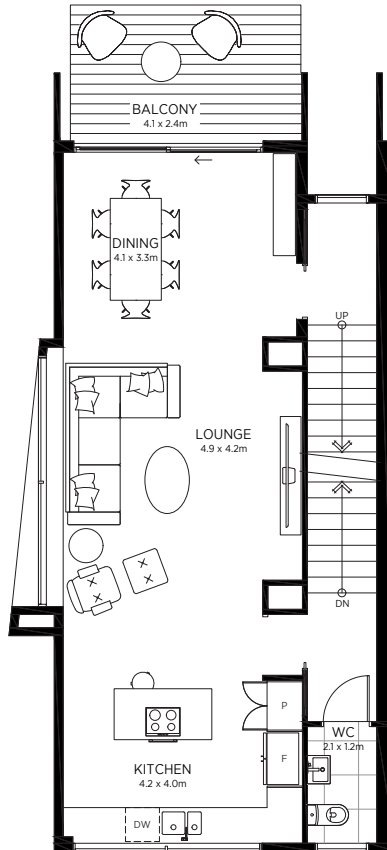 BALCONY
4.1 x 2.4m
DINING
4.1 x 3.3m
UP
LOUNGE
4.9 x 4.2m
DN
P
WC
2.1 x 1.2m
F
KITCHEN
4.2 x 4.0m
DW